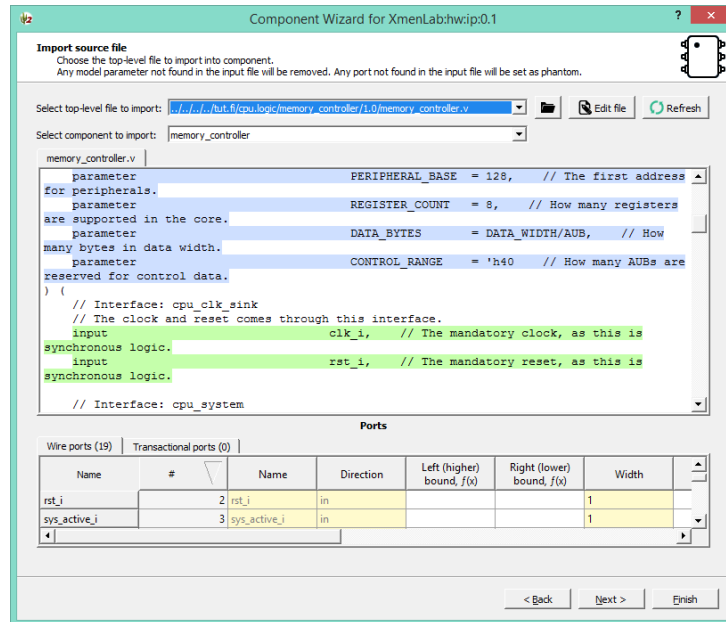 Component Wizard for XmenLab:hw:ip:0.1
Import source file
Choose the top-level file to import into component.
Any model parameter not found in the input file will be removed. Any port not found in the input file will be set as phantom.
Select top-level file to import: ../../../../tut.fi/cpu.logic/memory_controller/1.0/memory_controller.v Edit file Refresh
Select component to import: memory_controller
memory_controller.v
parameter PERIPHERAL_BASE = 128, // The first address
for peripherals.
parameter REGISTER_COUNT = 8, // How many registers
are supported in the core.
parameter DATA_BYTES = DATA_WIDTH/AUB, // How
many bytes in data width.
parameter CONTROL_RANGE = 'h40 // How many AUBs are
reserved for control data.
) (
// Interface: cpu_clk_sink
// The clock and reset comes through this interface.
input clk_i, // The mandatory clock, as this is
synchronous logic.
input rst_i, // The mandatory reset, as this is
synchronous logic.
// Interface: cpu_system
Ports
Wire ports (19) Transactional ports (0)
Name # Name Direction Left (higher) bound, f(x) Right (lower) bound, f(x) Width
rst_i 2 rst_i in 1
sys_active_i 3 sys_active_i in 1
< Back Next > Finish